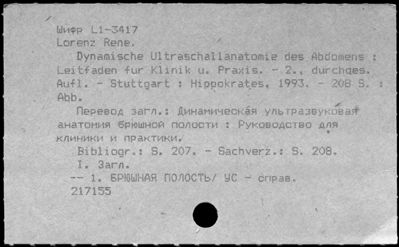 Шифр L1-3417
Lorenz Rene.
Dynamische Ultraschallanatomie des Abdomens :
Leitfaden fur Klinik u. Praxis. - 2., durchges.
Aufl. - Stuttgart : Hippokrates, 1993. - 208 S. :
Abb.
Перевод загл.: Динамическая ультразвуковая
анатомия брюшной полости : Руководство для
клиники и практики.
Bibliogr.: S. 207. - Sachverz.: S. 208.
I. Загл.
-- 1. БРЮШНАЯ ПОЛОСТЬ/ УС - справ.
217155